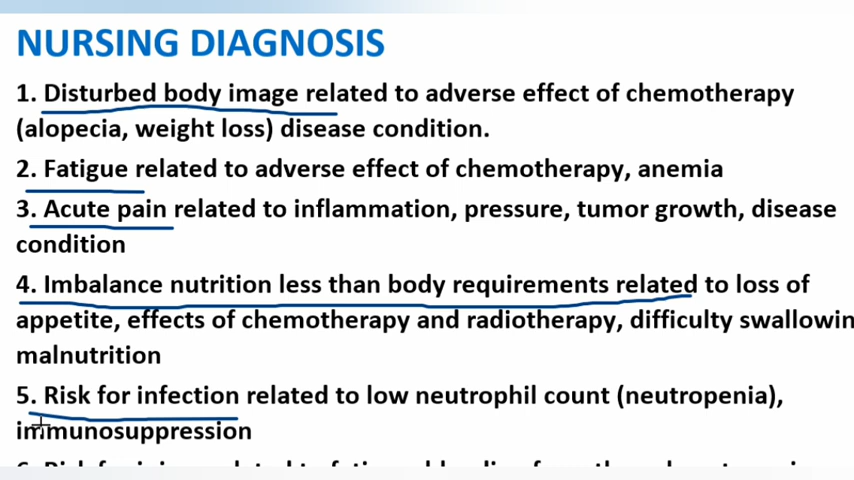 NURSING DIAGNOSIS
1. Disturbed body image related to adverse effect of chemotherapy
(alopecia, weight loss) disease condition.
2. Fatigue related to adverse effect of chemotherapy, anemia
3. Acute pain related to inflammation, pressure, tumor growth, disease
condition
4. Imbalance nutrition less than body requirements related to loss of
appetite, effects of chemotherapy and radiotherapy, difficulty swallowin
malnutrition
5. Risk for infection related to low neutrophil count (neutropenia),
immunosuppression